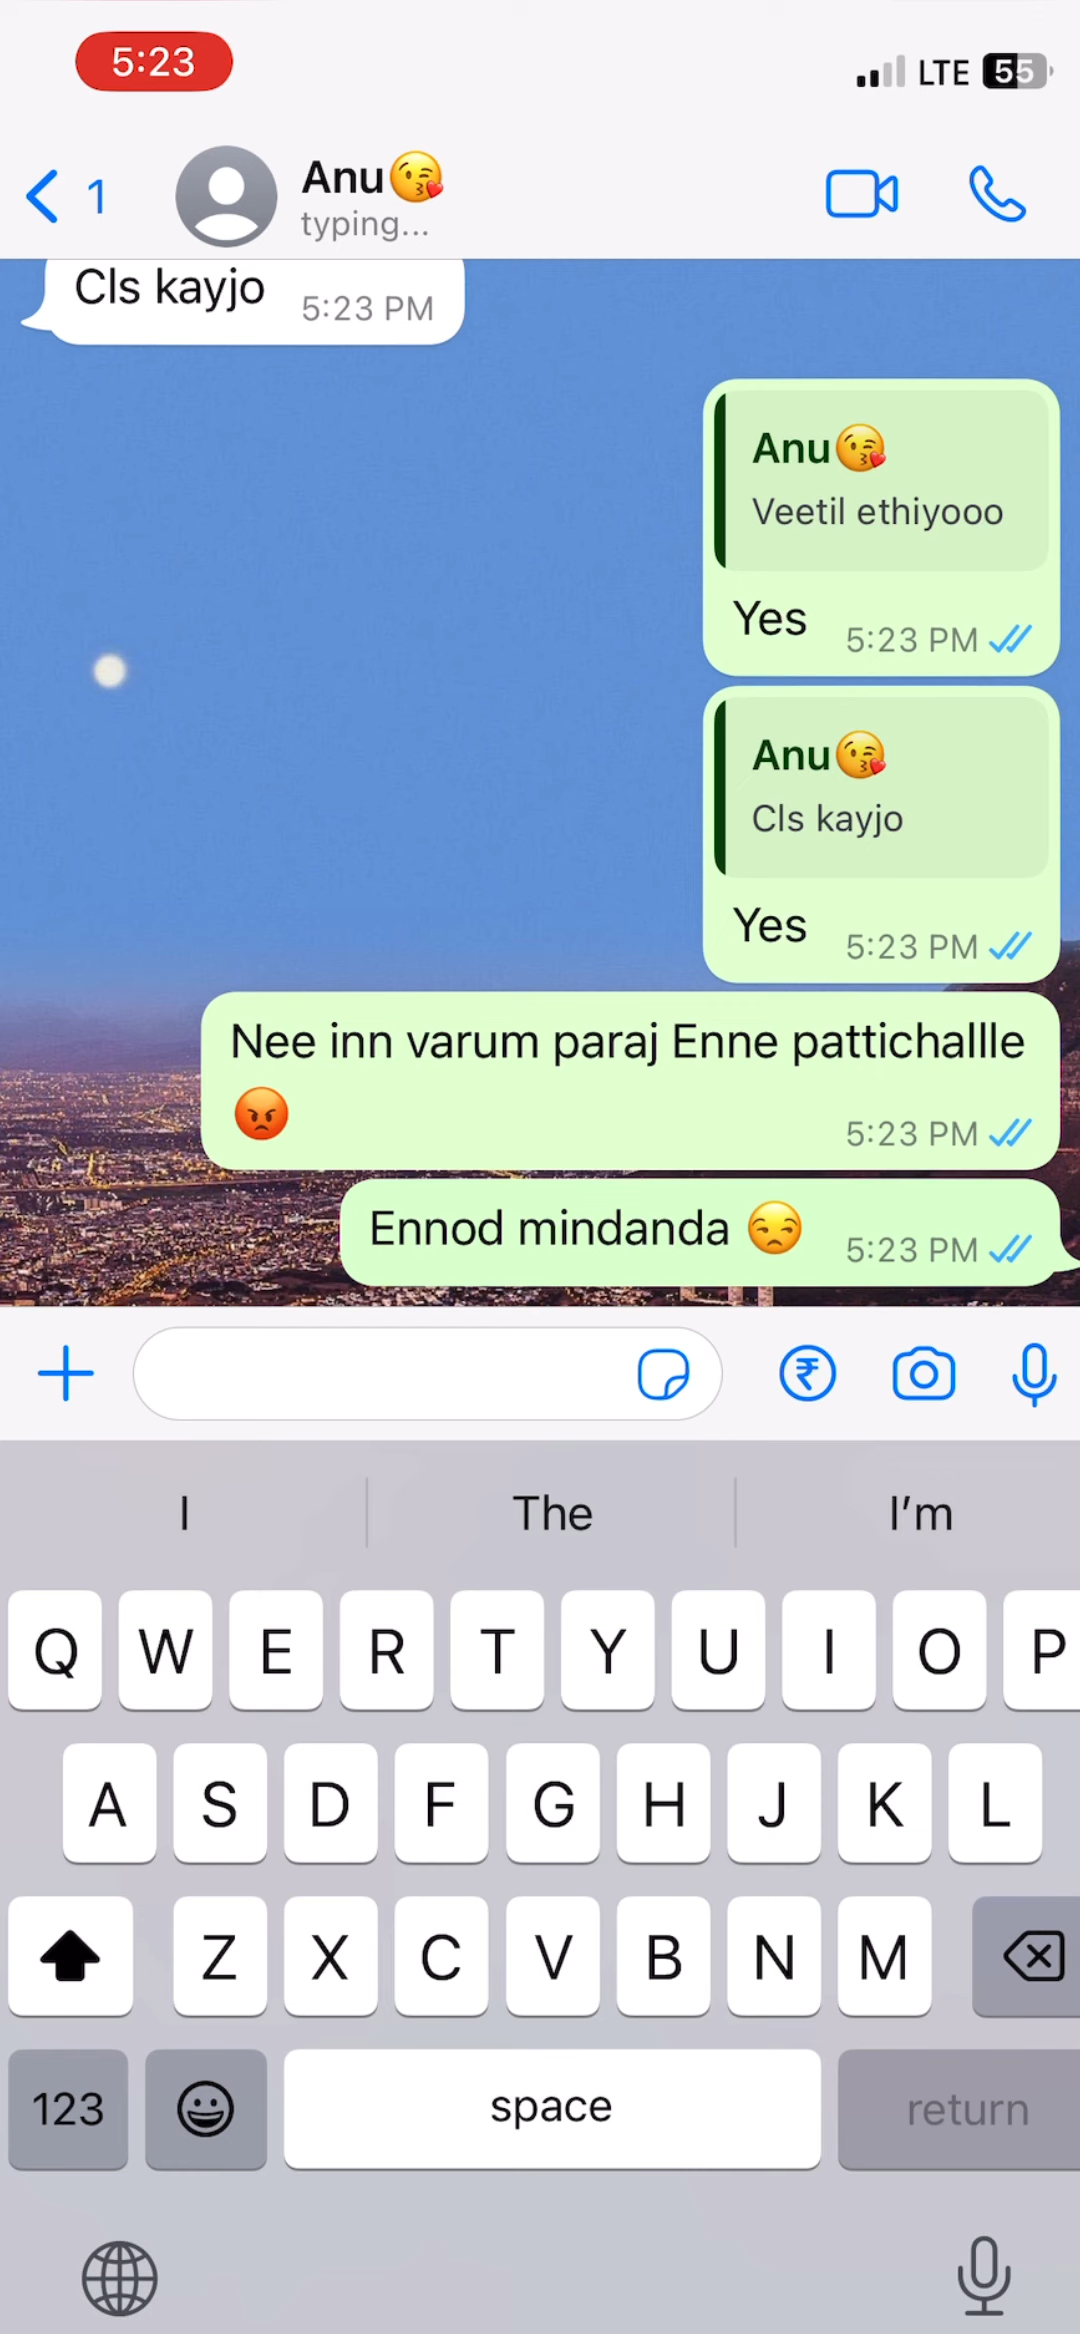 5:23
LTE 55
1
Anu😘
typing...
Cls kayjo
5:23 PM
Anu😘
Veetil ethiyooo
Yes
5:23 PM
Anu😘
Cls kayjo
Yes
5:23 PM
Nee inn varum paraj Enne pattichallle
😡
5:23 PM
Ennod mindanda 😒
5:23 PM
₹
I The I'm
Q W E R T Y U I O P
A S D F G H J K L
Z X C V B N M
123 space return